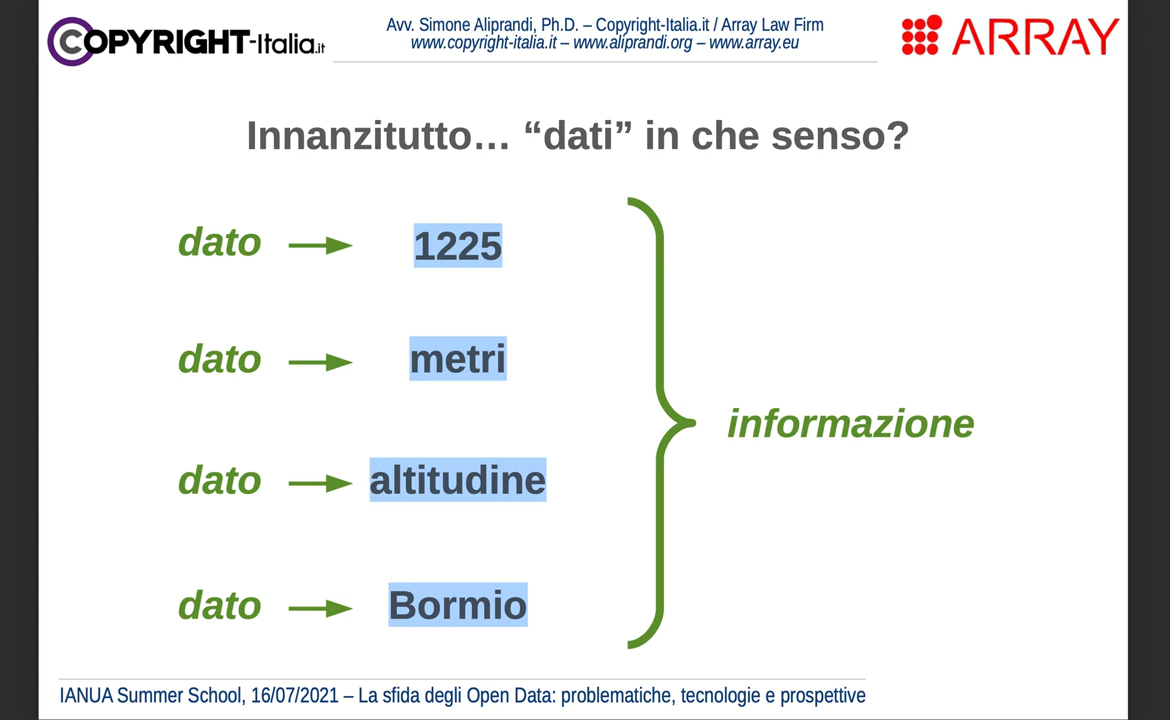 COPYRIGHT-Italia.it
Avv. Simone Aliprandi, Ph.D. – Copyright-Italia.it / Array Law Firm
www.copyright-italia.it – www.aliprandi.org – www.array.eu
ARRAY
Innanzitutto… “dati” in che senso?
dato 1225
dato metri
dato altitudine
dato Bormio
informazione
IANUA Summer School, 16/07/2021 – La sfida degli Open Data: problematiche, tecnologie e prospettive